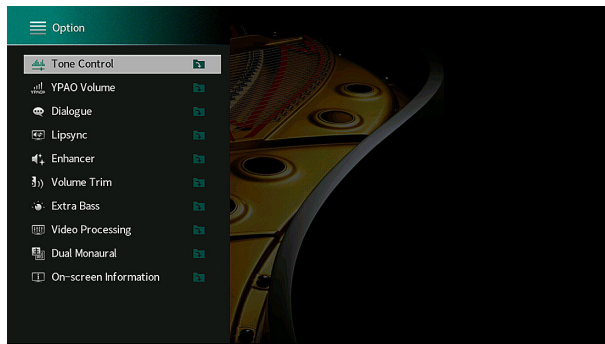 Option
Tone Control
YPAO Volume
Dialogue
Lipsync
Enhancer
Volume Trim
Extra Bass
Video Processing
Dual Monaural
On-screen Information